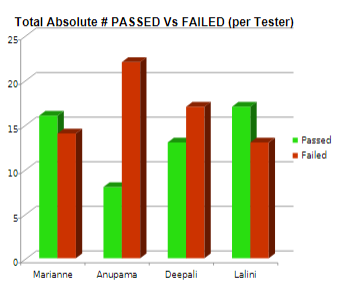 Total Absolute # PASSED Vs FAILED (per Tester)
25
20
15
10
5
0
Marianne Anupama Deepali Lalini
Passed
Failed